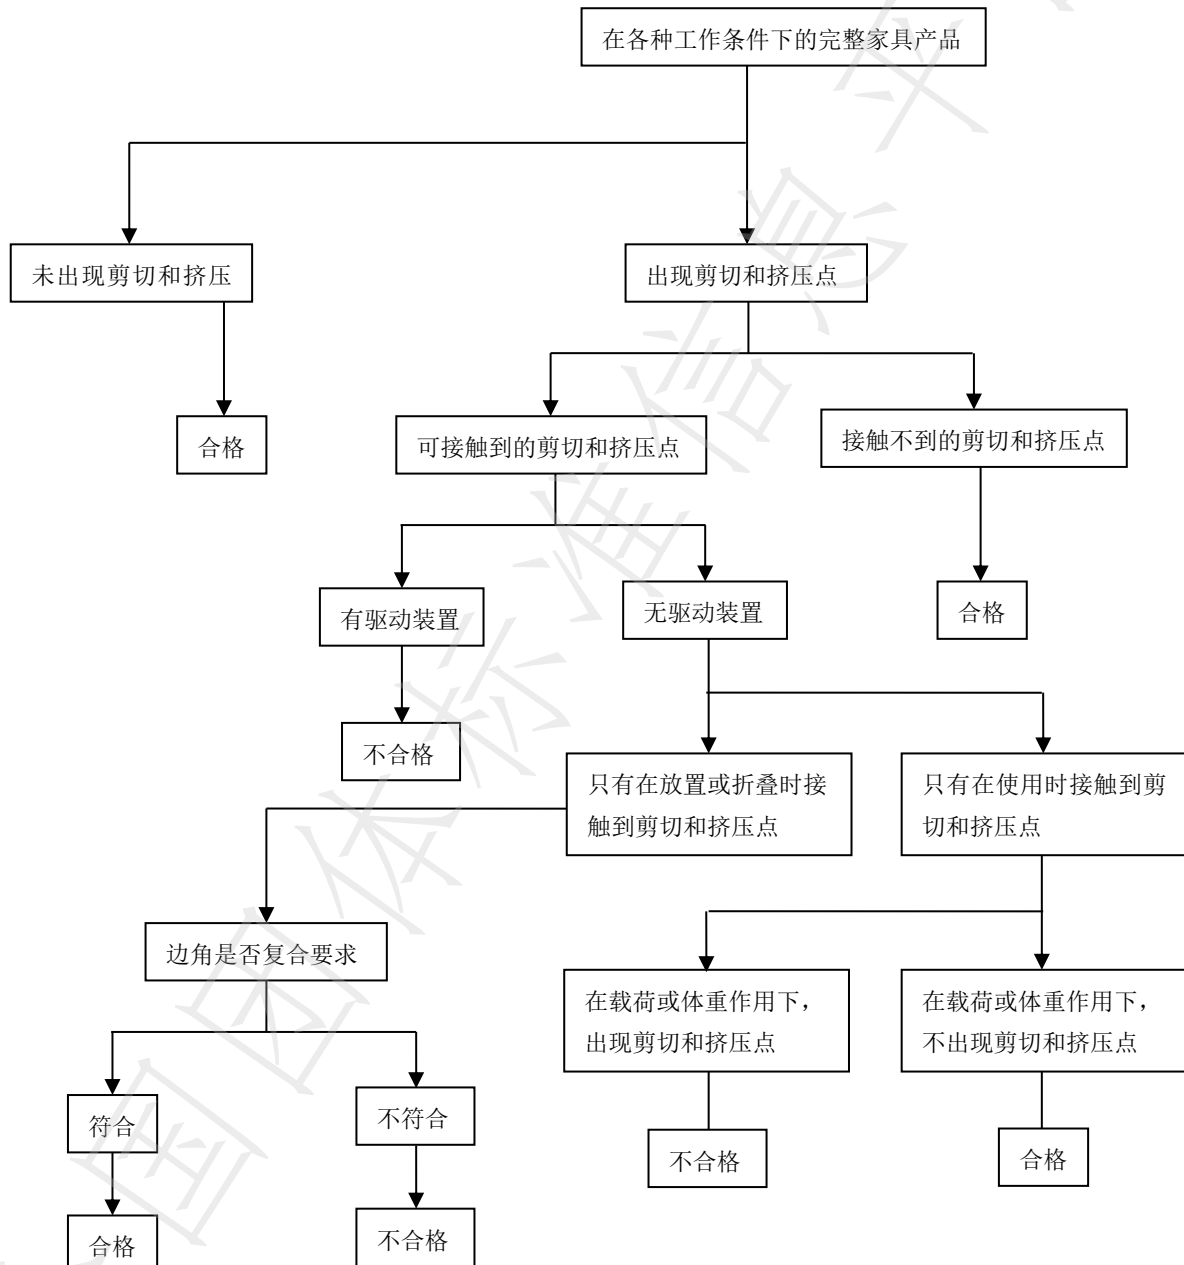 在各种工作条件下的完整家具产品
未出现剪切和挤压
出现剪切和挤压点
合格
可接触到的剪切和挤压点
接触不到的剪切和挤压点
有驱动装置
无驱动装置
合格
不合格
只有在放置或折叠时接
触到剪切和挤压点
只有在使用时接触到剪
切和挤压点
边角是否复合要求
在载荷或体重作用下，
出现剪切和挤压点
在载荷或体重作用下，
不出现剪切和挤压点
符合
不符合
不合格
合格
合格
不合格
国团体标准信息平